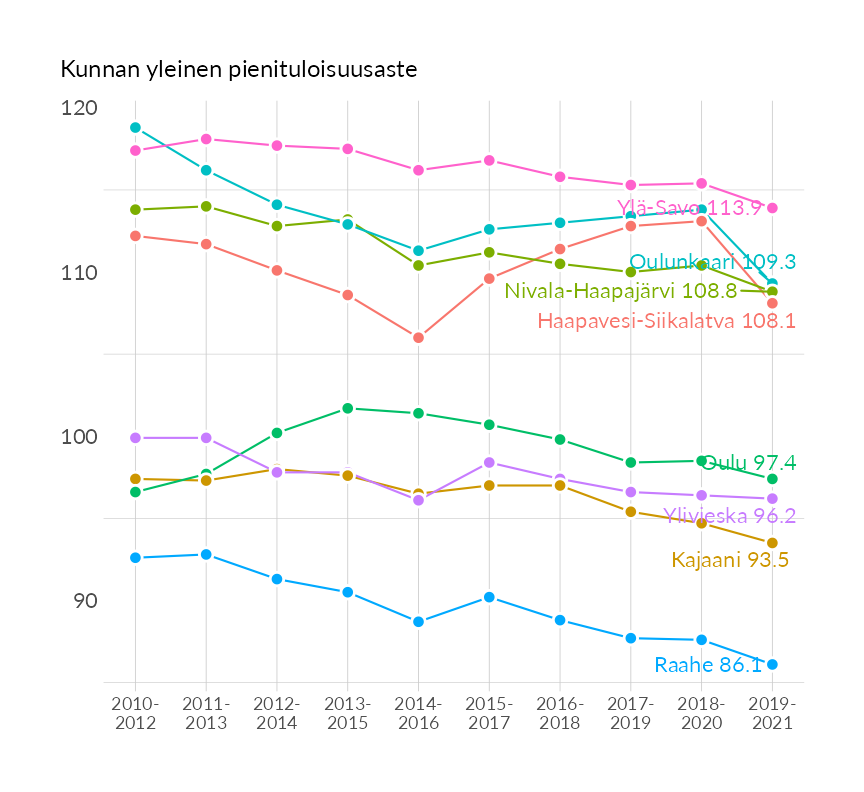 Kunnan yleinen pienituloisuusaste
120
110
100
90
Ylä-Savo 113.9
Oulunkaari 109.3
Nivala-Haapajärvi 108.8
Haapavesi-Siikalatva 108.1
Oulu 97.4
Ylivieska 96.2
Kajaani 93.5
Raahe 86.1
2010- 2011- 2012- 2013- 2014- 2015- 2016- 2017- 2018- 2019-
2012 2013 2014 2015 2016 2017 2018 2019 2020 2021